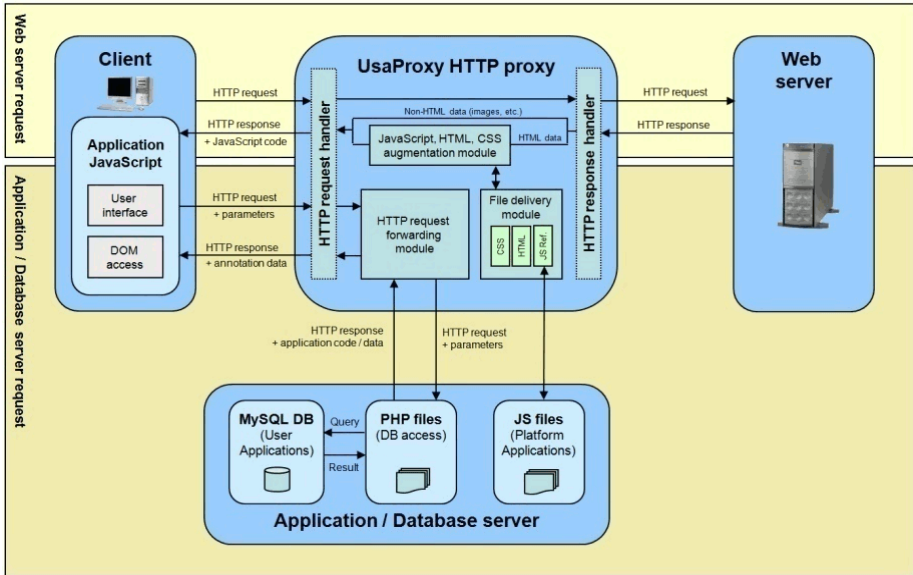 Web server request
Client
UsaProxy HTTP proxy
Web
server
HTTP request
HTTP request
Non-HTML data (images, etc.)
HTTP response
+ JavaScript code
JavaScript, HTML, CSS
augmentation module
HTML data
HTTP response
HTTP request handler
HTTP response handler
Application / Database server request
Application
JavaScript
User
interface
DOM
access
HTTP request
+ parameters
HTTP response
+ annotation data
HTTP request
forwarding
module
File delivery
module
CSS
HTML
JS Ref.
HTTP response
+ application code / data
HTTP request
+ parameters
MySQL DB
(User
Applications)
Query
Result
PHP files
(DB access)
JS files
(Platform
Applications)
Application / Database server